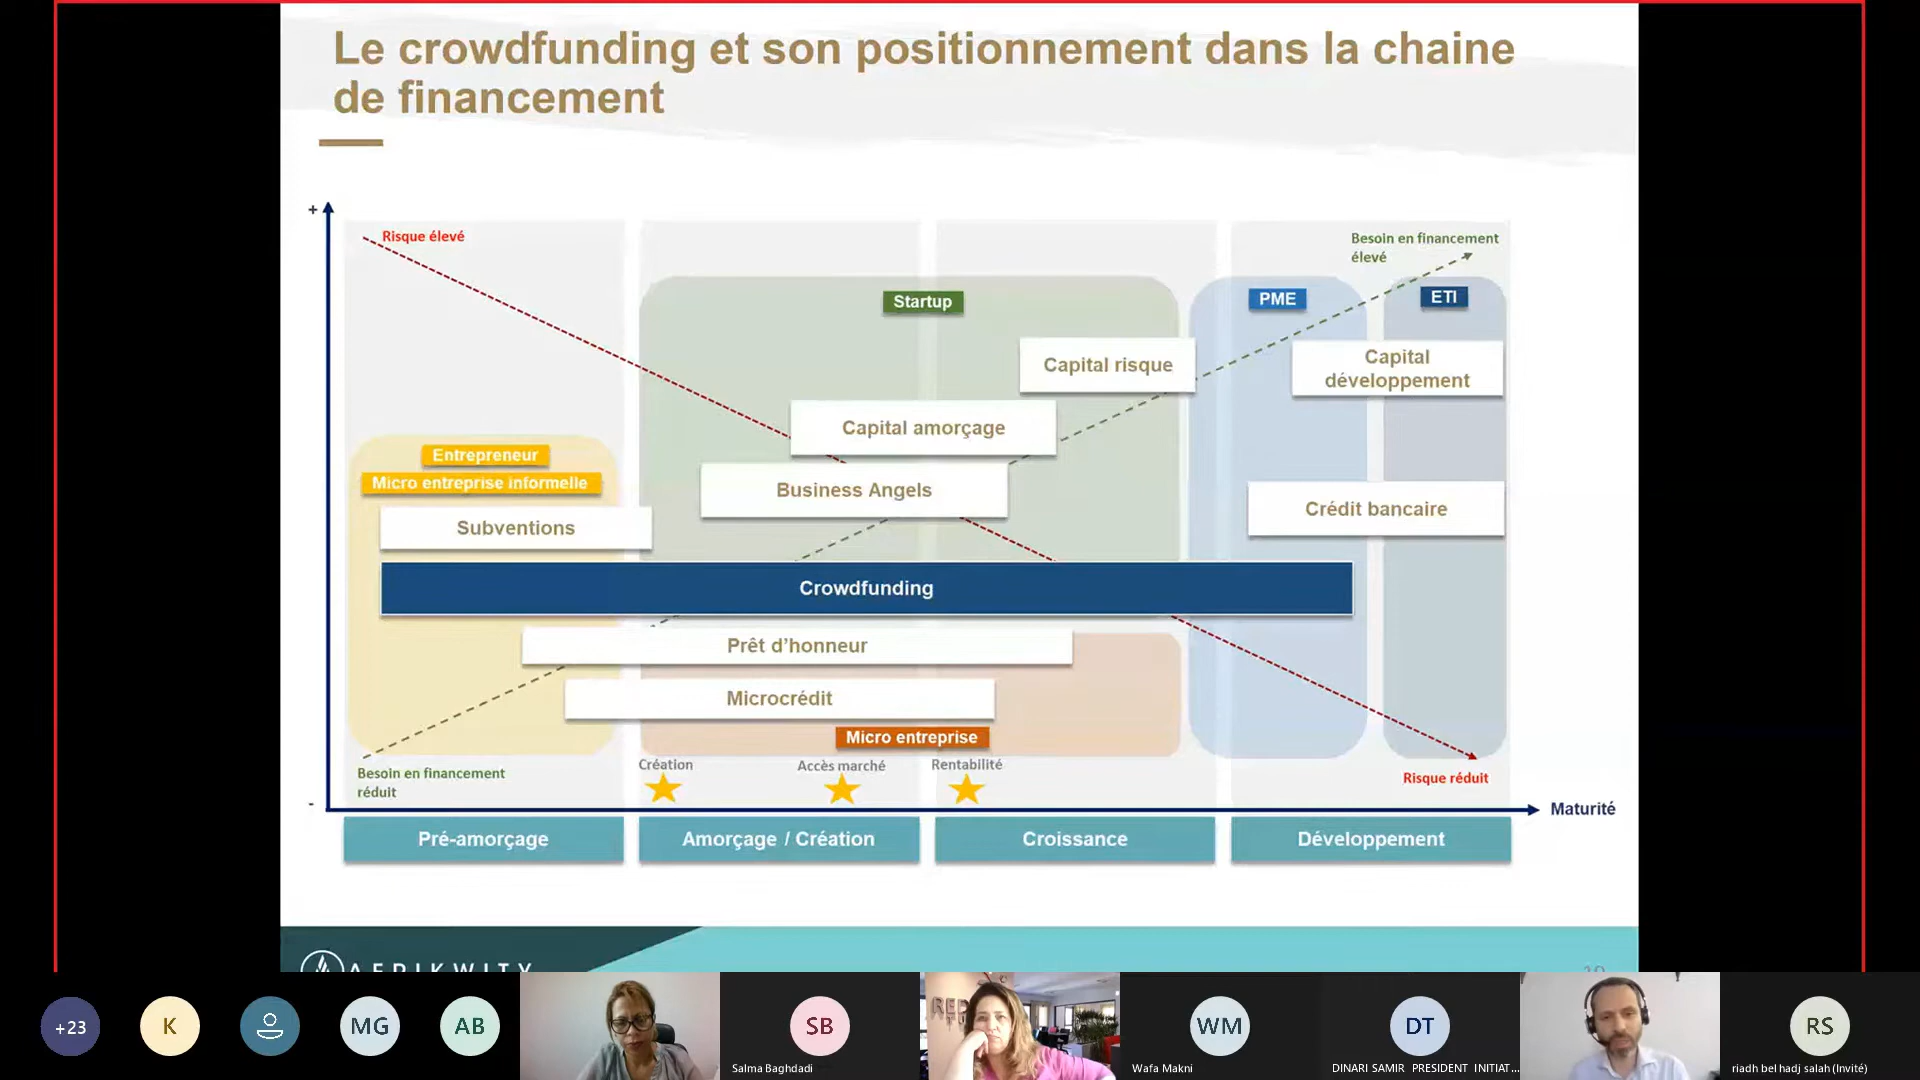 Le crowdfunding et son positionnement dans la chaine
de financement
+
Risque élevé
Besoin en financement
élevé
Startup
PME
ETI
Capital risque
Capital
développement
Capital amorçage
Entrepreneur
Micro entreprise informelle
Business Angels
Subventions
Crédit bancaire
Crowdfunding
Prêt d’honneur
Microcrédit
Micro entreprise
Création
Accès marché
Rentabilité
Besoin en financement
réduit
Risque réduit
-
Maturité
Pré-amorçage
Amorçage / Création
Croissance
Développement
AFRIKWITY
+23
K
MG
AB
SB
Salma Baghdadi
WM
Wafa Makni
DT
DINARI SAMIR PRESIDENT INITIAT...
RS
riadh bel hadj salah (Invité)